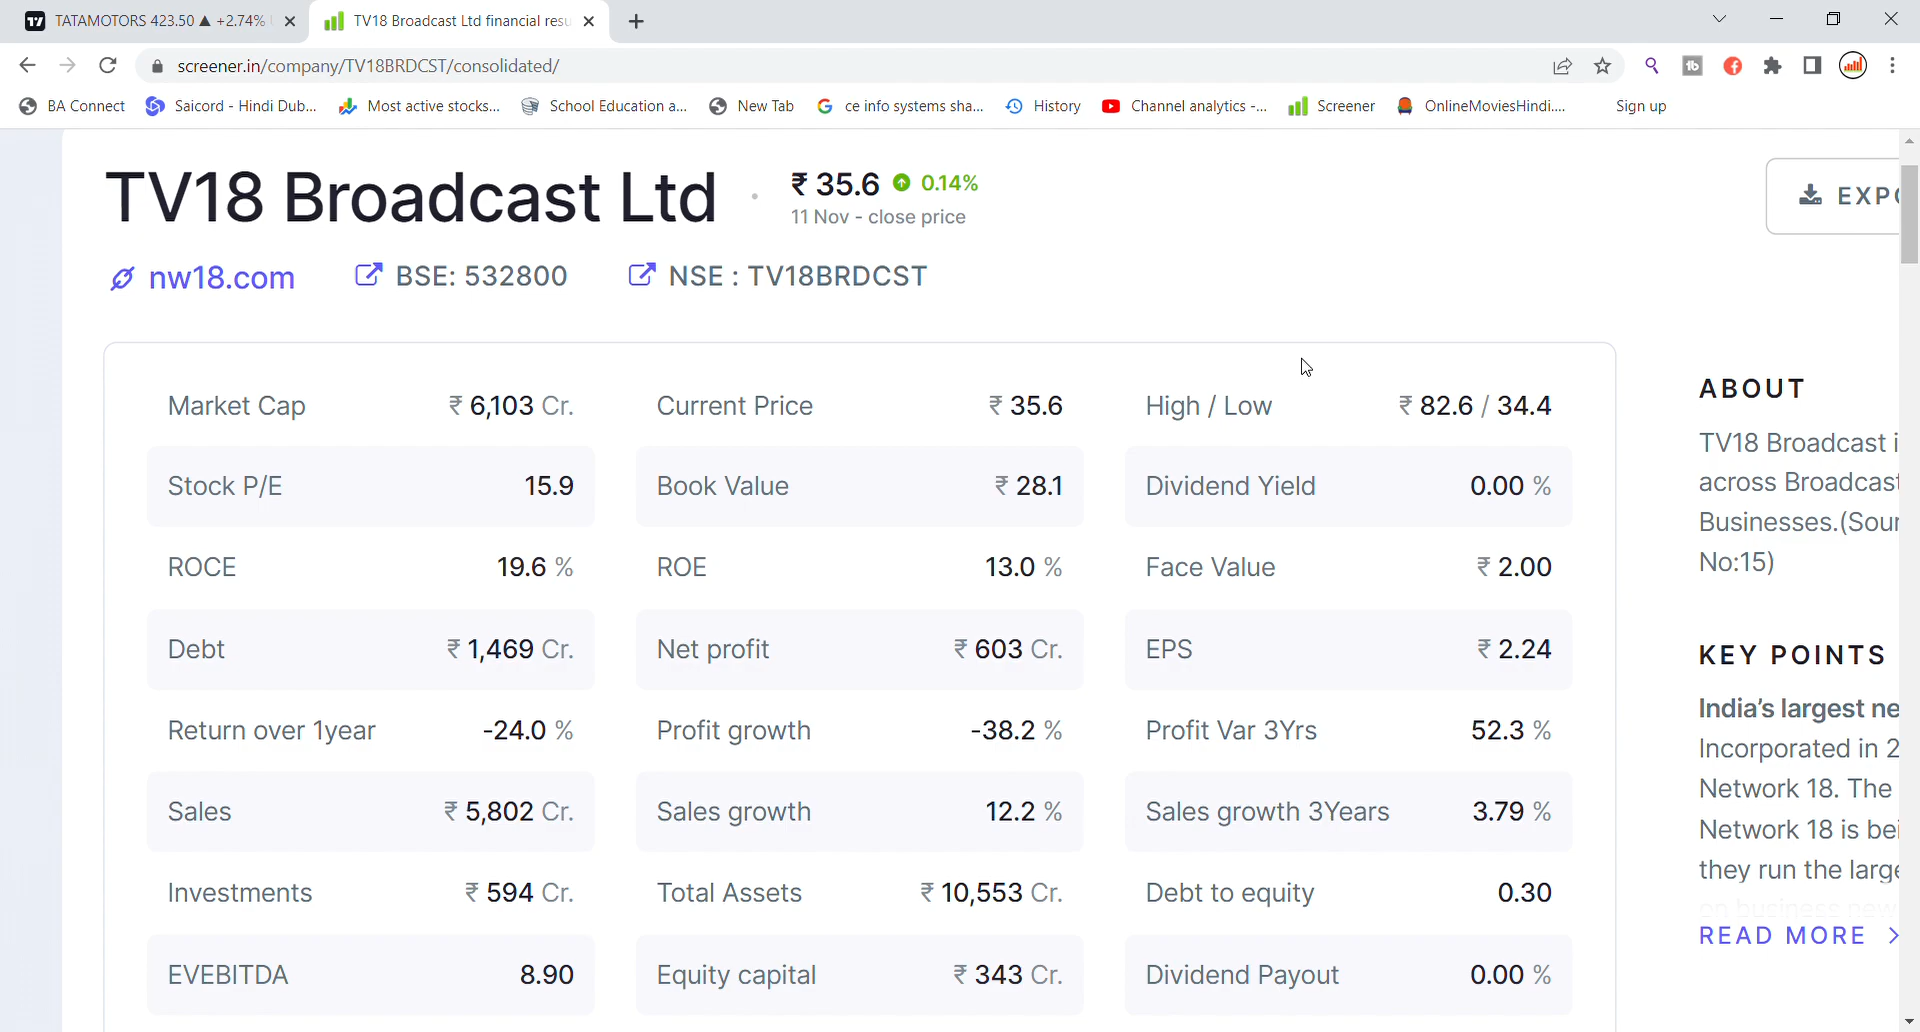 TATAMOTORS 423.50 ▲ +2.74%
TV18 Broadcast Ltd financial resu
screener.in/company/TV18BRDCST/consolidated/
BA Connect
Saicord - Hindi Dub...
Most active stocks...
School Education a...
New Tab
ce info systems sha...
History
Channel analytics -...
Screener
OnlineMoviesHindi....
Sign up
TV18 Broadcast Ltd
₹ 35.6 0.14%
11 Nov - close price
EXPO
nw18.com
BSE: 532800
NSE : TV18BRDCST
Market Cap ₹ 6,103 Cr.
Current Price ₹ 35.6
High / Low ₹ 82.6 / 34.4
Stock P/E 15.9
Book Value ₹ 28.1
Dividend Yield 0.00 %
ROCE 19.6 %
ROE 13.0 %
Face Value ₹ 2.00
Debt ₹ 1,469 Cr.
Net profit ₹ 603 Cr.
EPS ₹ 2.24
Return over 1year -24.0 %
Profit growth -38.2 %
Profit Var 3Yrs 52.3 %
Sales ₹ 5,802 Cr.
Sales growth 12.2 %
Sales growth 3Years 3.79 %
Investments ₹ 594 Cr.
Total Assets ₹ 10,553 Cr.
Debt to equity 0.30
EVEBITDA 8.90
Equity capital ₹ 343 Cr.
Dividend Payout 0.00 %
ABOUT
TV18 Broadcast i
across Broadcast
Businesses.(Sour
No:15)
KEY POINTS
India's largest ne
Incorporated in 2
Network 18. The
Network 18 is bei
they run the large
on business new
READ MORE